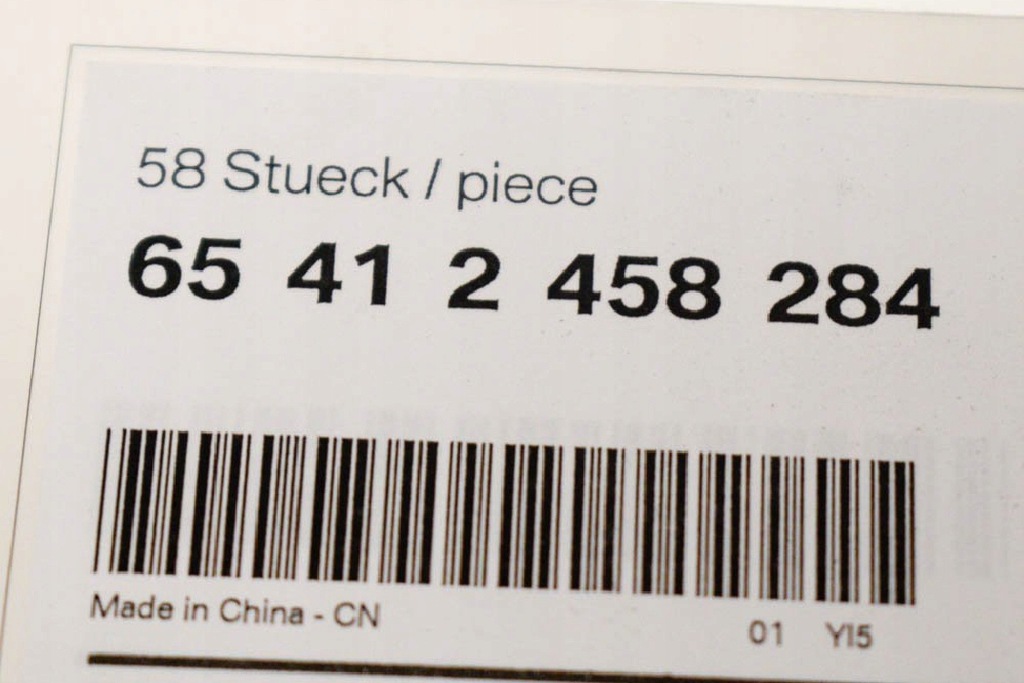 58 Stueck / piece
65 41 2 458 284
Made in China - CN
01 YI5